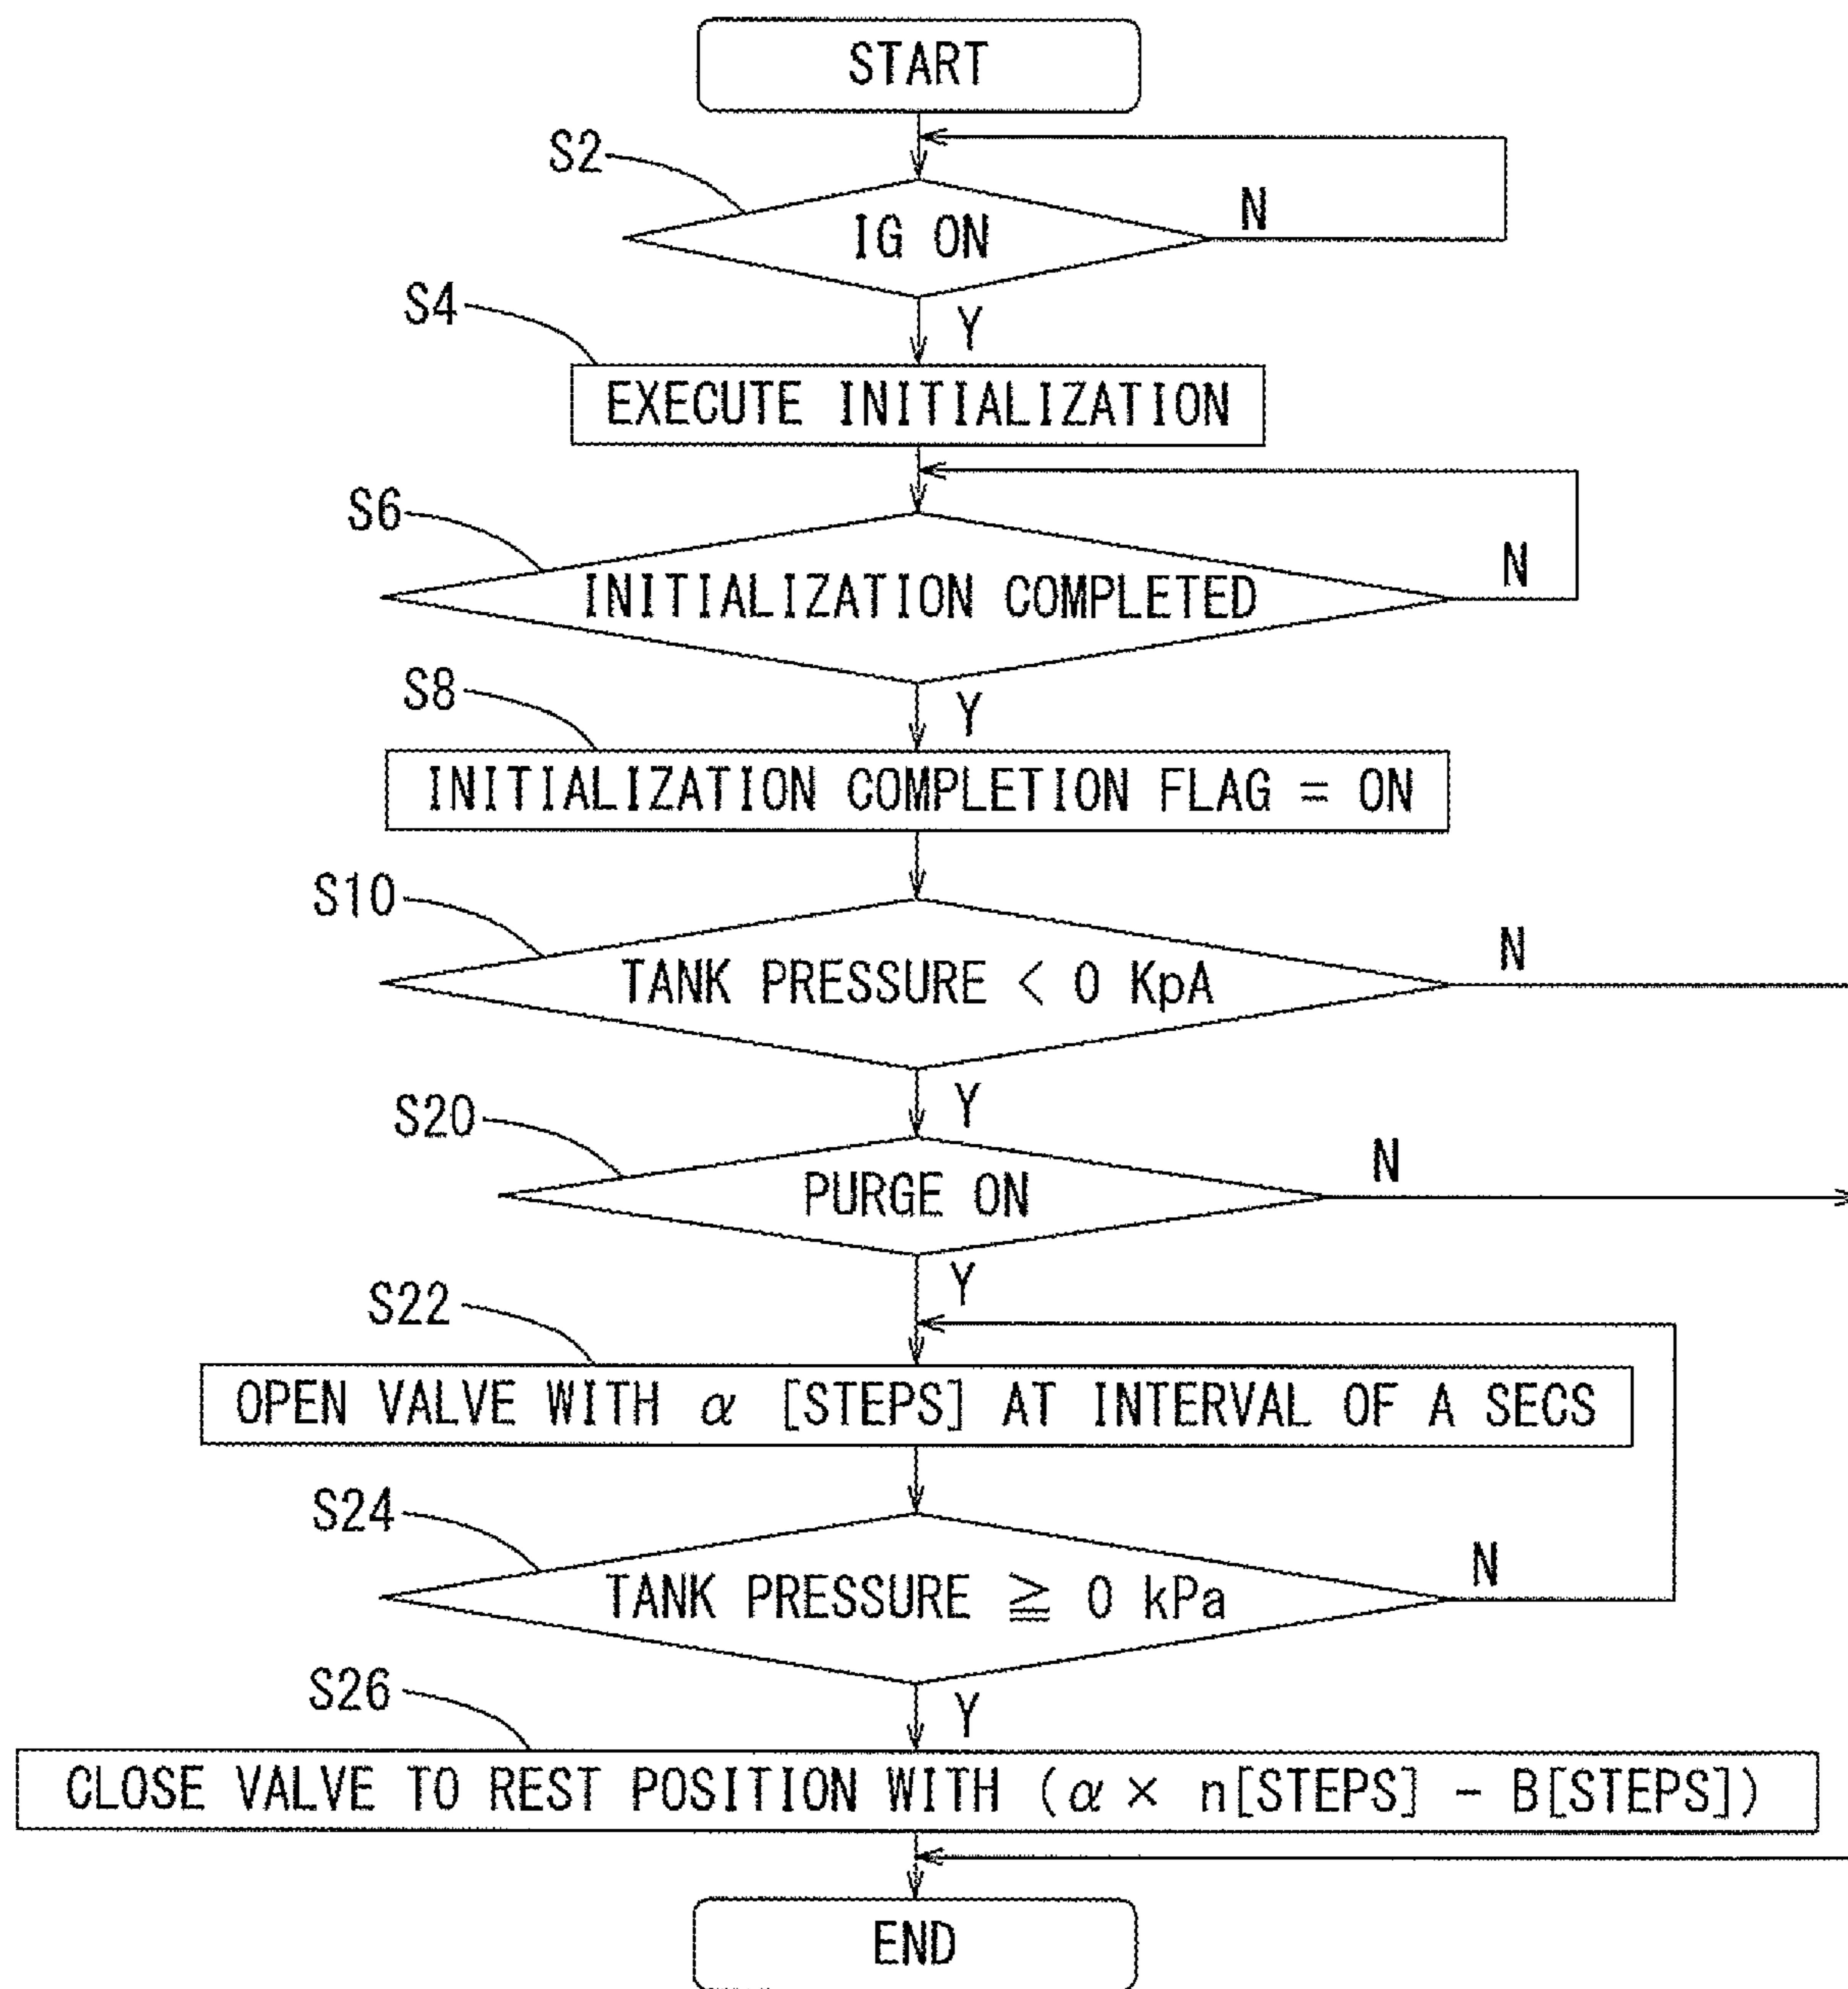 START
S2
IG ON
N
Y
S4
EXECUTE INITIALIZATION
S6
INITIALIZATION COMPLETED
N
Y
S8
INITIALIZATION COMPLETION FLAG = ON
S10
TANK PRESSURE < 0 KpA
N
Y
S20
PURGE ON
N
Y
S22
OPEN VALVE WITH α [STEPS] AT INTERVAL OF A SECS
S24
TANK PRESSURE ≧ 0 kPa
N
Y
S26
CLOSE VALVE TO REST POSITION WITH (α × n[STEPS] - B[STEPS])
END